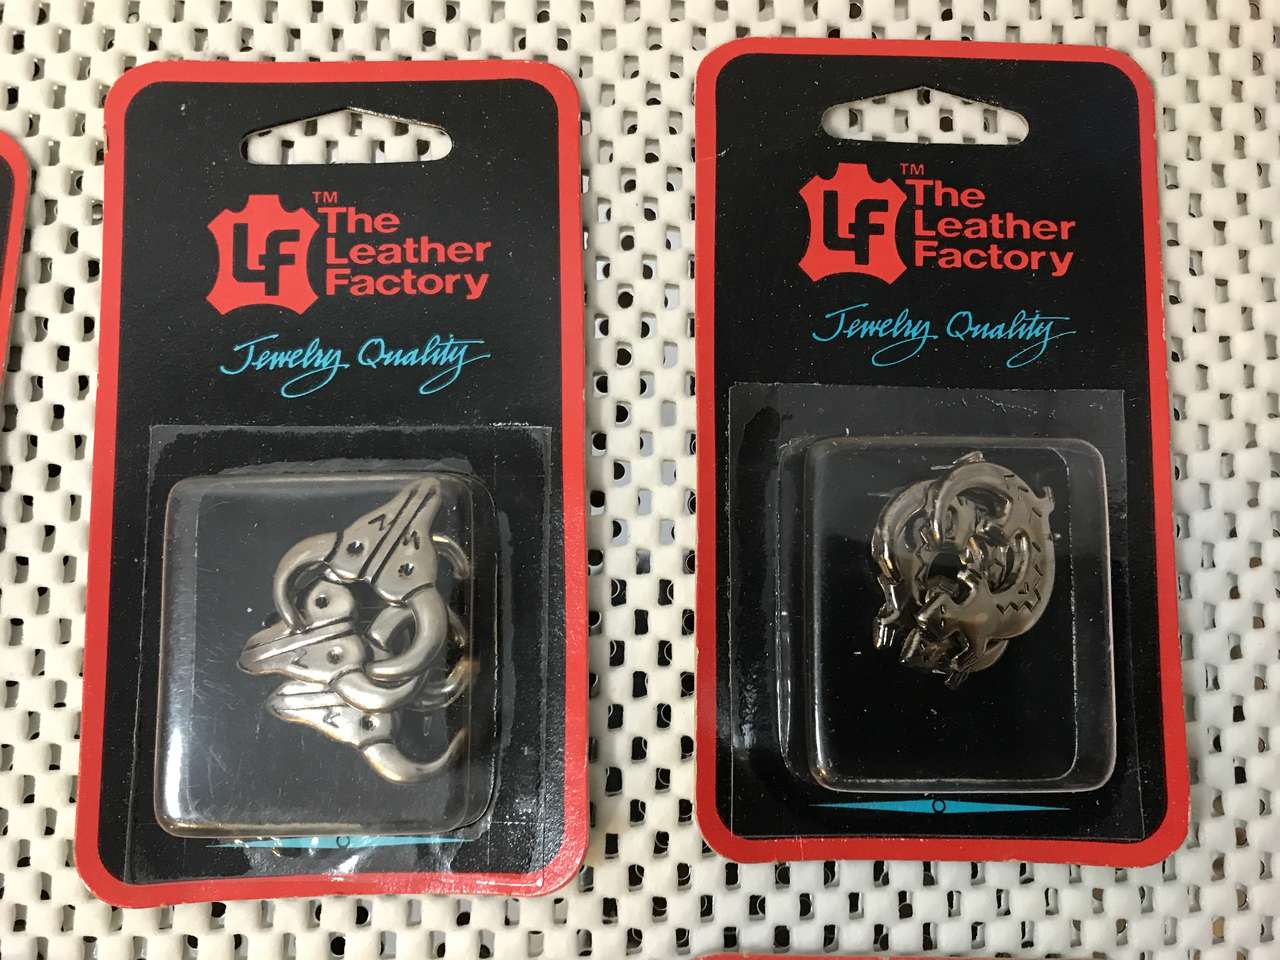 LF
TM
The
Leather
Factory
Jewelry Quality
LF
TM
The
Leather
Factory
Jewelry Quality